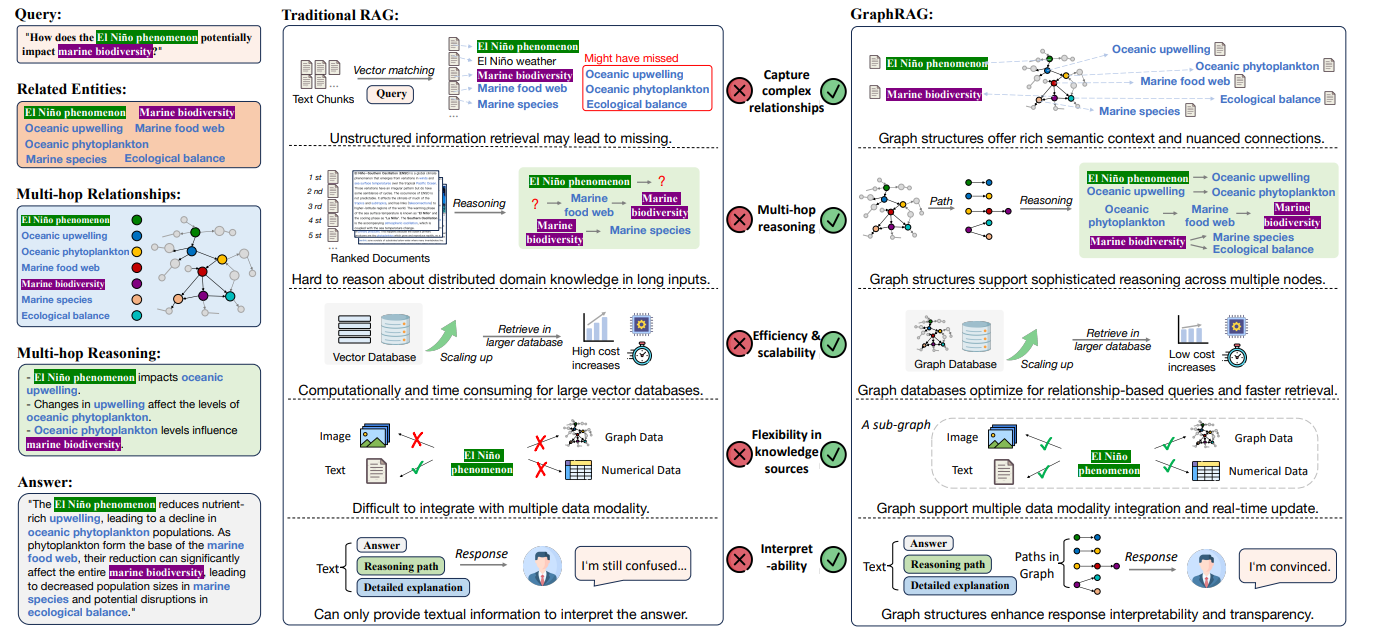 Query:
"How does the El Niño phenomenon potentially
impact marine biodiversity?"
Related Entities:
El Niño phenomenon Marine biodiversity
Oceanic upwelling Marine food web
Oceanic phytoplankton
Marine species Ecological balance
Multi-hop Relationships:
El Niño phenomenon
Oceanic upwelling
Oceanic phytoplankton
Marine food web
Marine biodiversity
Marine species
Ecological balance
Multi-hop Reasoning:
- El Niño phenomenon impacts oceanic
upwelling.
- Changes in upwelling affect the levels of
oceanic phytoplankton.
- Oceanic phytoplankton levels influence
marine biodiversity.
Answer:
"The El Niño phenomenon reduces nutrient-
rich upwelling, leading to a decline in
oceanic phytoplankton populations. As
phytoplankton form the base of the marine
food web, their reduction can significantly
affect the entire marine biodiversity, leading
to decreased population sizes in marine
species and potential disruptions in
ecological balance."
Traditional RAG:
Text Chunks
Vector matching
Query
El Niño phenomenon
El Niño weather
Marine biodiversity
Marine food web
Marine species
...
Might have missed
Oceanic upwelling
Oceanic phytoplankton
Ecological balance
Unstructured information retrieval may lead to missing.
1 st
2 nd
3 rd
4 st
5 st
...
Ranked Documents
Reasoning
El Niño phenomenon ?
? Marine
food web
Marine
biodiversity
Marine
biodiversity
Marine species
Hard to reason about distributed domain knowledge in long inputs.
Vector Database
Scaling up
Retrieve in
larger database
High cost
increases
Computationally and time consuming for large vector databases.
Image
Text
El Niño
phenomenon
Graph Data
Numerical Data
Difficult to integrate with multiple data modality.
Text
Answer
Reasoning path
Detailed explanation
Response
I'm still confused...
Can only provide textual information to interpret the answer.
Capture
complex
relationships
Multi-hop
reasoning
Efficiency &
scalability
Flexibility in
knowledge
sources
Interpret
-ability
GraphRAG:
El Niño phenomenon
Marine biodiversity
Oceanic upwelling
Oceanic phytoplankton
Marine food web
Ecological balance
Marine species
Graph structures offer rich semantic context and nuanced connections.
Path
Reasoning
El Niño phenomenon Oceanic upwelling
Oceanic upwelling Oceanic phytoplankton
Oceanic
phytoplankton
Marine
food web
Marine
biodiversity
Marine biodiversity
Marine species
Ecological balance
Graph structures support sophisticated reasoning across multiple nodes.
Graph Database
Scaling up
Retrieve in
larger database
Low cost
increases
Graph databases optimize for relationship-based queries and faster retrieval.
A sub-graph
Image
Text
El Niño
phenomenon
Graph Data
Numerical Data
Graph support multiple data modality integration and real-time update.
Text
Answer
Reasoning path
Detailed explanation
Paths in
Graph
Response
I'm convinced.
Graph structures enhance response interpretability and transparency.